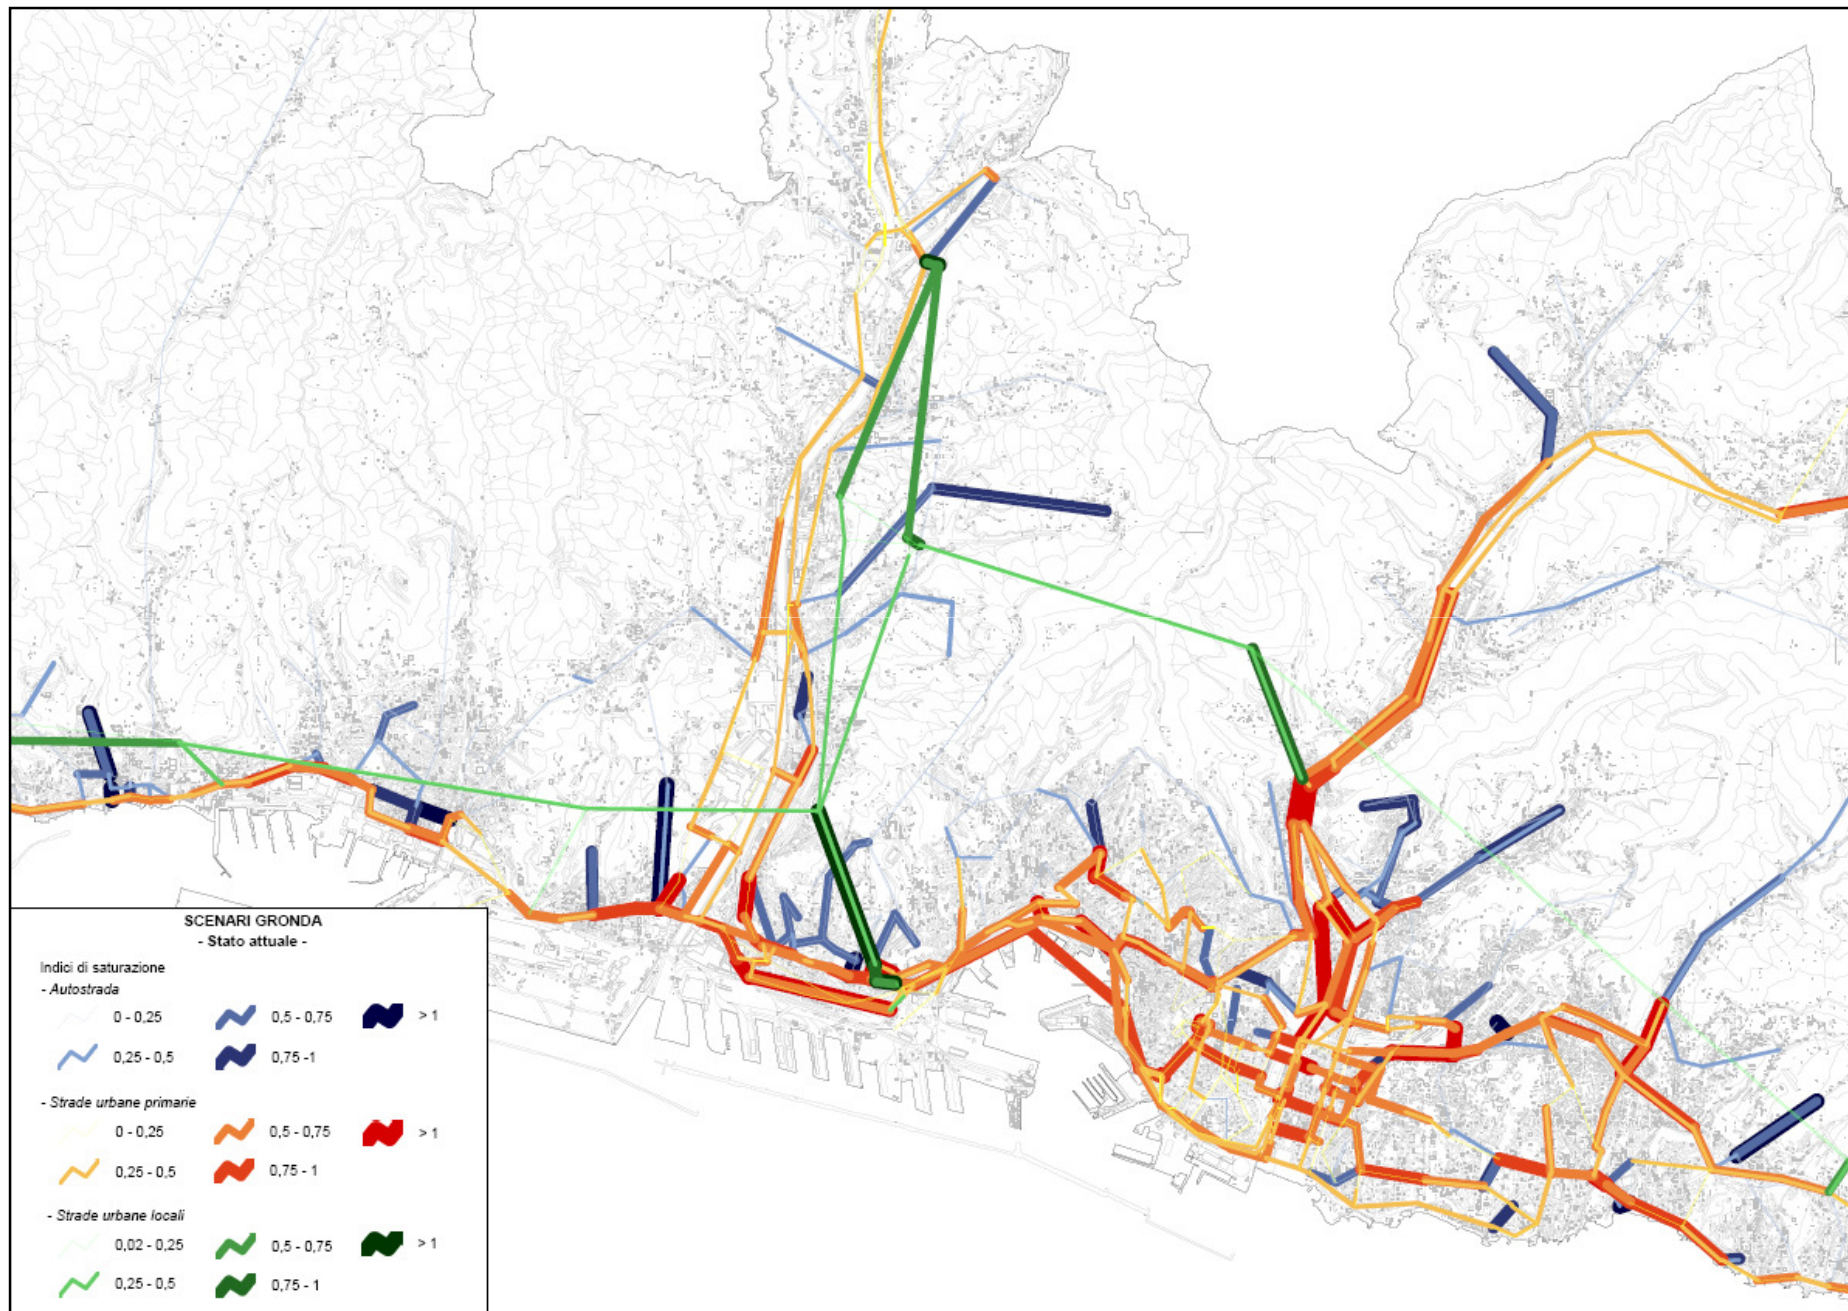 SCENARI GRONDA
- Stato attuale -
Indici di saturazione
- Autostrada
0 - 0,25
0,5 - 0,75
> 1
0,25 - 0,5
0,75 -1
- Strade urbane primarie
0 - 0,25
0,5 - 0,75
> 1
0,25 - 0,5
0,75 - 1
- Strade urbane locali
0,02 - 0,25
0,5 - 0,75
> 1
0,25 - 0,5
0,75 - 1